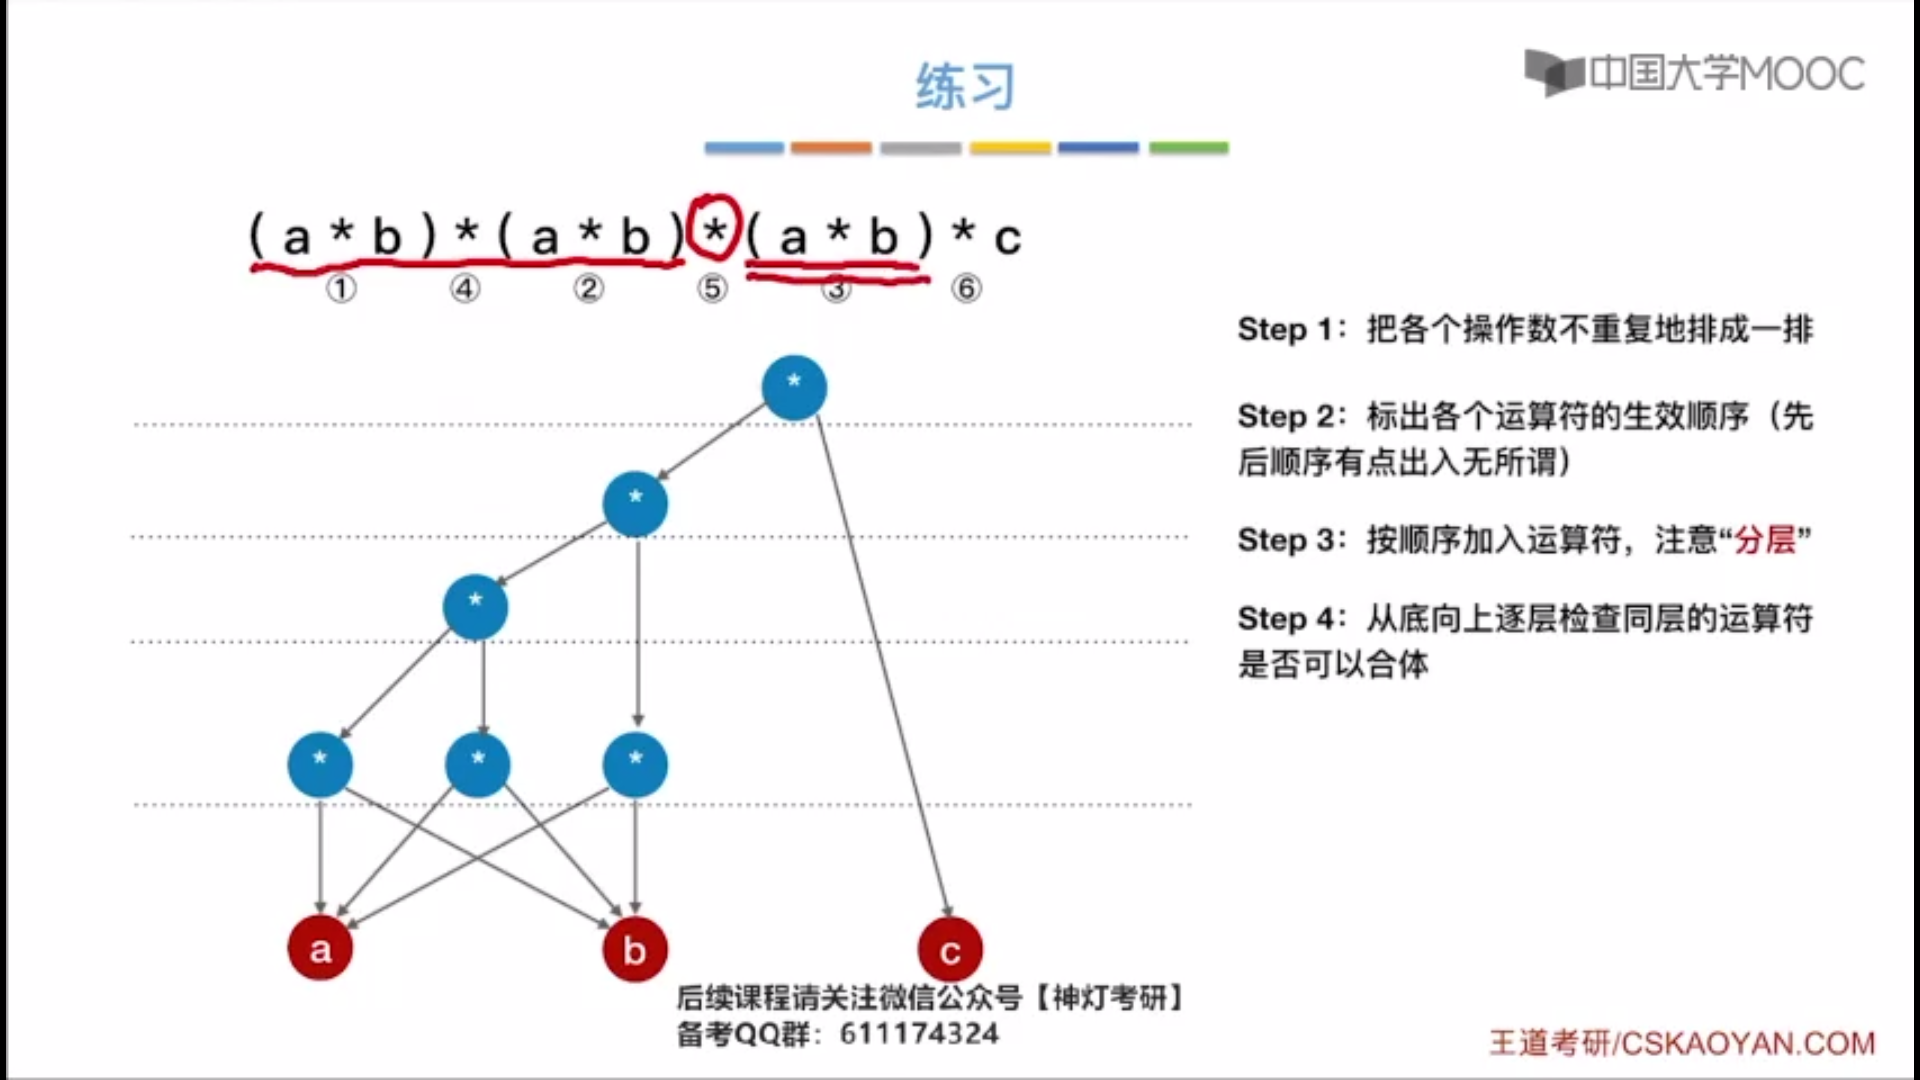 练习
中国大学MOOC
( a * b ) * ( a * b ) * ( a * b ) * c
① ④ ② ⑤ ③ ⑥
Step 1：把各个操作数不重复地排成一排
Step 2：标出各个运算符的生效顺序（先
后顺序有点出入无所谓）
Step 3：按顺序加入运算符，注意“分层”
Step 4：从底向上逐层检查同层的运算符
是否可以合体
*
*
*
* * *
a b c
后续课程请关注微信公众号【神灯考研】
备考QQ群：611174324
王道考研/CSKAOYAN.COM